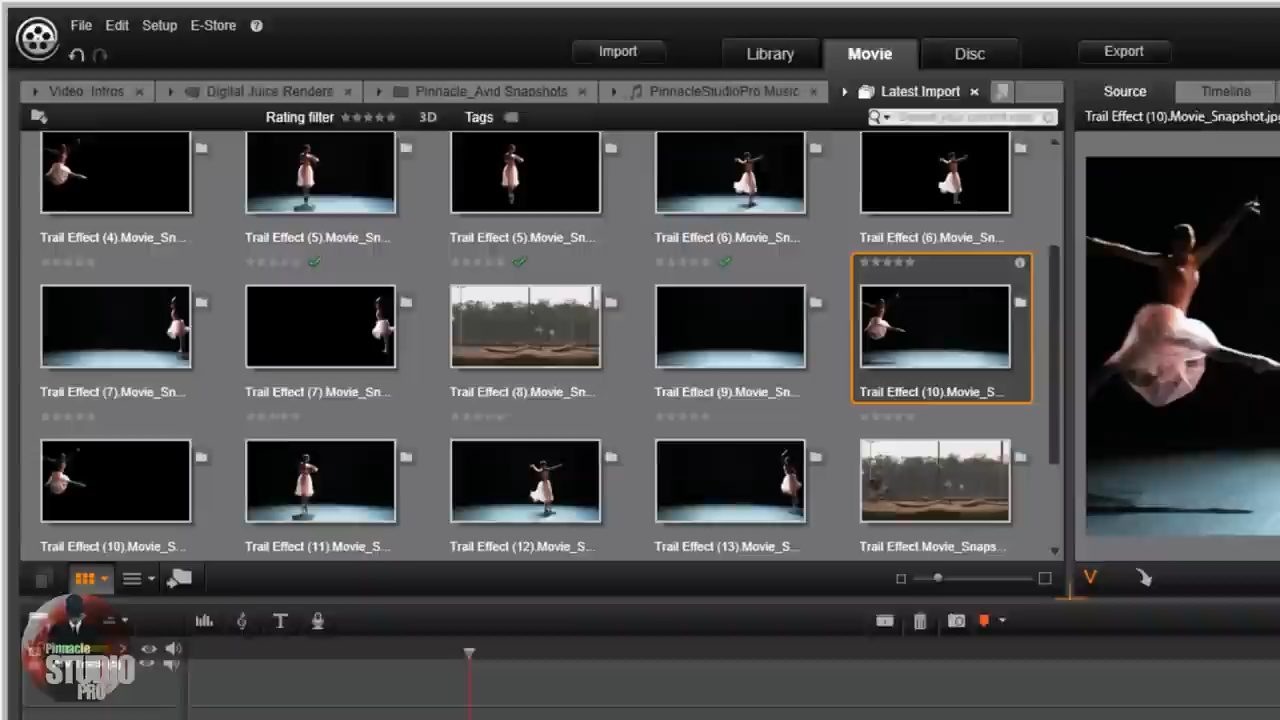 File Edit Setup E-Store ?
Import Library Movie Disc Export
Video Intros × Digital Juice Renders × Pinnacle_Avid Snapshots × PinnacleStudioPro Music × Latest Import × Source Timeline
Rating filter 3D Tags Trail Effect (10).Movie_Snapshot.jp
Trail Effect (4).Movie_Sn... Trail Effect (5).Movie_Sn... Trail Effect (5).Movie_Sn... Trail Effect (6).Movie_Sn... Trail Effect (6).Movie_Sn...
Trail Effect (7).Movie_Sn... Trail Effect (7).Movie_Sn... Trail Effect (8).Movie_Sn... Trail Effect (9).Movie_Sn... Trail Effect (10).Movie_S...
Trail Effect (10).Movie_S... Trail Effect (11).Movie_S... Trail Effect (12).Movie_S... Trail Effect (13).Movie_S... Trail Effect.Movie_Snaps...
V
T
Pinnacle
STUDIO
PRO